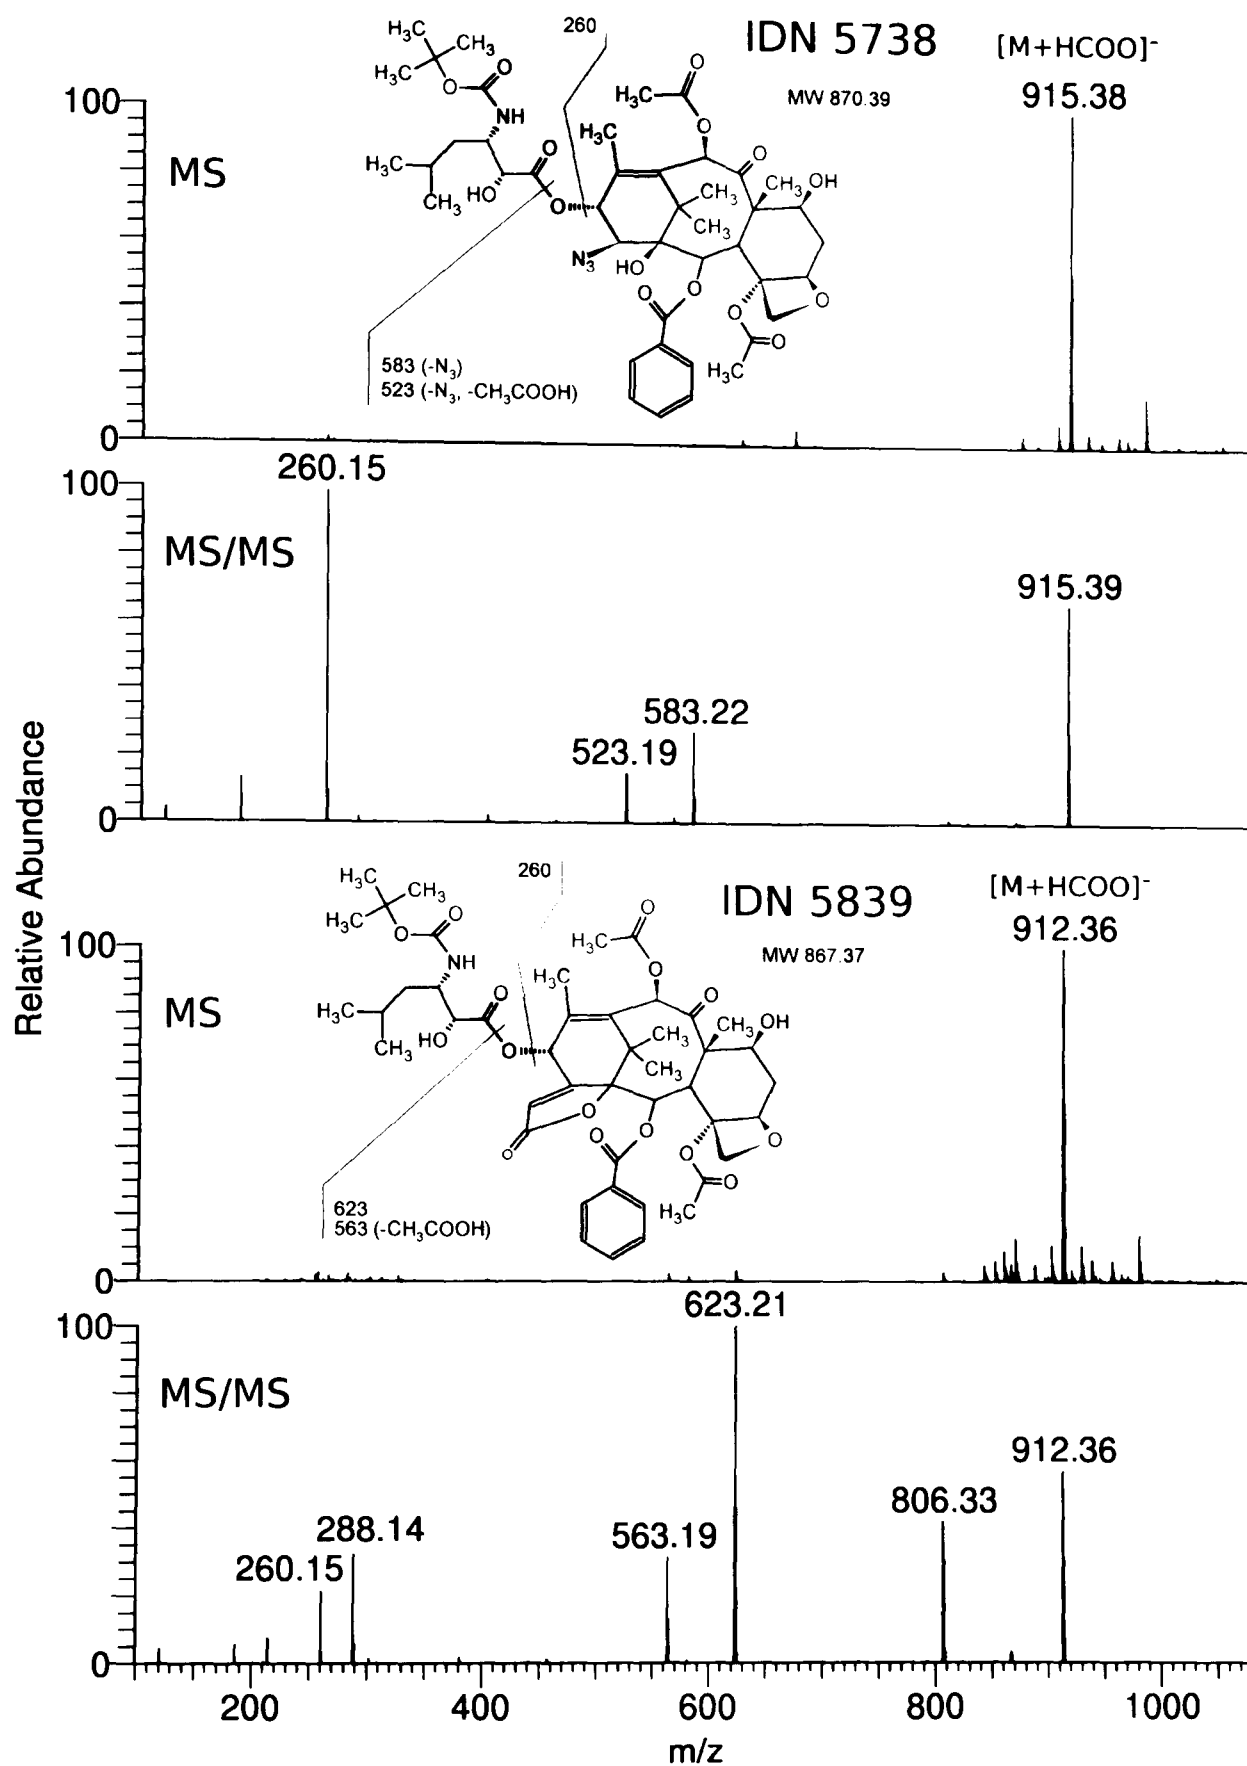 IDN 5738
[M+HCOO]-
MW 870.39
915.38
100
MS
0
260
H3C
CH3
H3C
O
O
NH
H3C
CH3
HO
O
O
N3
HO
H3C
O
H3C
O
O
CH3
CH3
CH3
OH
O
O
O
O
O
H3C
583 (-N3)
523 (-N3, -CH3COOH)
260.15
100
MS/MS
915.39
583.22
523.19
0
Relative Abundance
IDN 5839
[M+HCOO]-
MW 867.37
912.36
100
MS
0
260
H3C
CH3
H3C
O
O
NH
H3C
CH3
HO
O
O
H3C
O
H3C
O
O
CH3
CH3
CH3
OH
O
O
O
O
O
O
O
H3C
623
563 (-CH3COOH)
623.21
100
MS/MS
912.36
806.33
563.19
288.14
260.15
0
200
400
600
800
1000
m/z